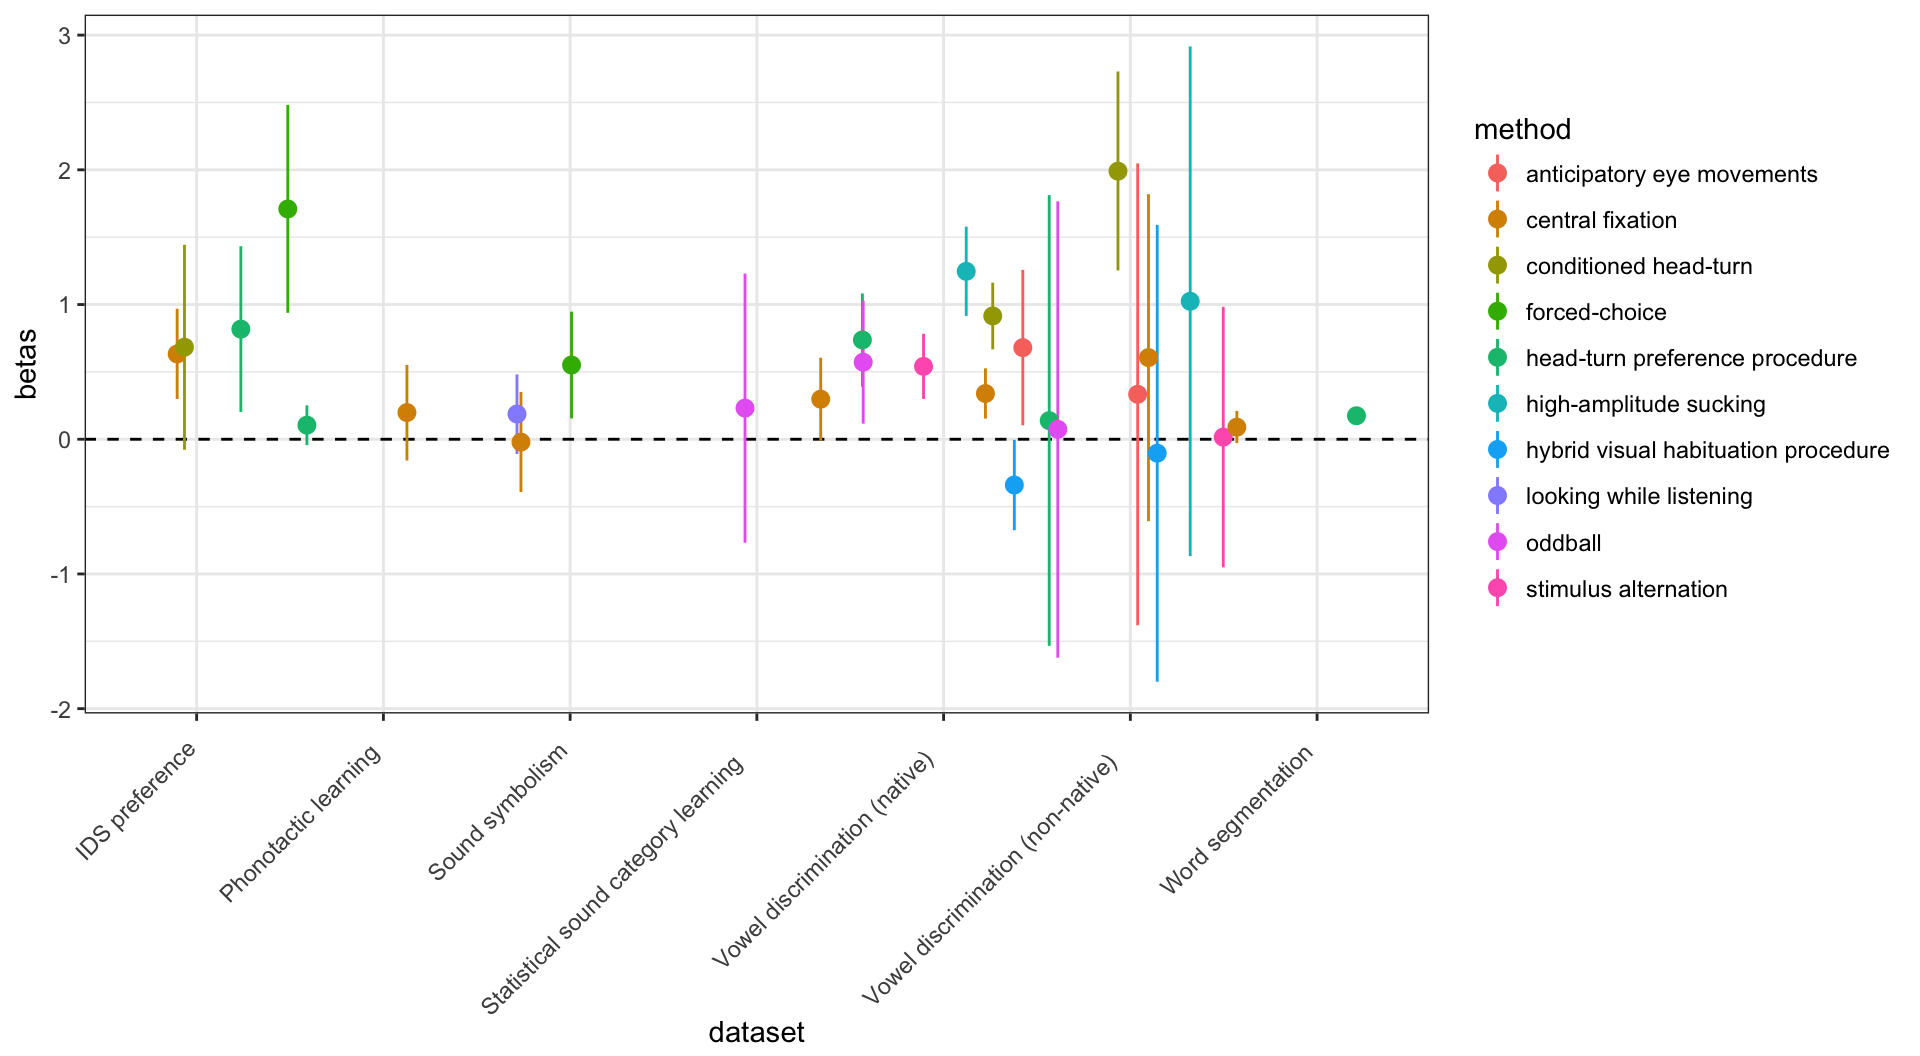 betas
3
2
1
0
-1
-2
IDS preference
Phonotactic learning
Sound symbolism
Statistical sound category learning
Vowel discrimination (native)
Vowel discrimination (non-native)
Word segmentation
dataset
method
anticipatory eye movements
central fixation
conditioned head-turn
forced-choice
head-turn preference procedure
high-amplitude sucking
hybrid visual habituation procedure
looking while listening
oddball
stimulus alternation